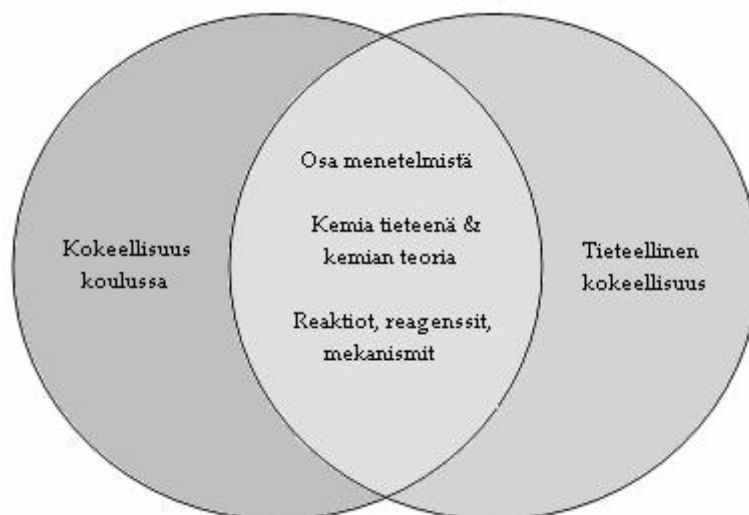 Kokeellisuus
koulussa
Osa menetelmistä
Kemia tieteenä &
kemian teoria
Reaktiot, reagenssit,
mekanismit
Tieteellinen
kokeellisuus